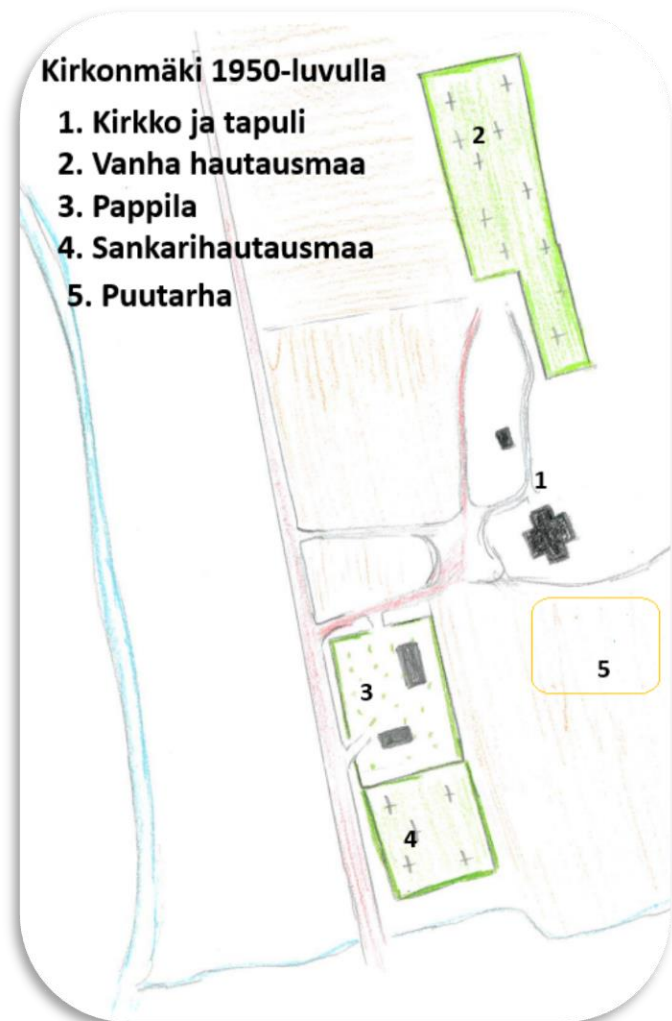 Kirkonmäki 1950-luvulla
1. Kirkko ja tapuli
2. Vanha hautausmaa
3. Pappila
4. Sankarihautausmaa
5. Puutarha
2
1
5
3
4